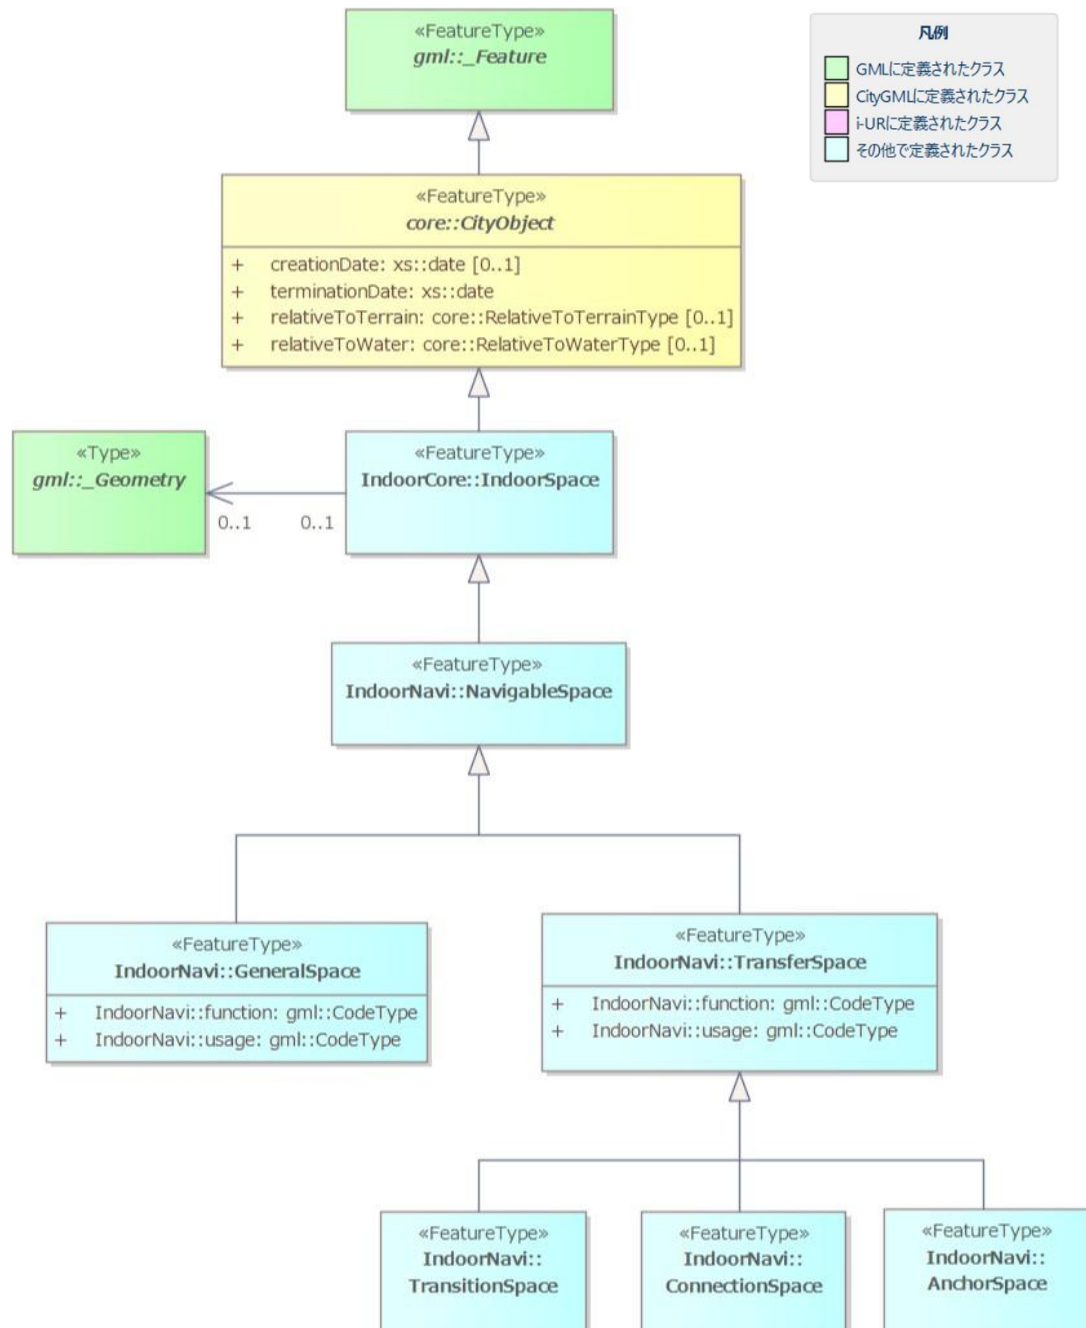 «FeatureType»
gml::_Feature
凡例
GMLに定義されたクラス
CityGMLに定義されたクラス
i-URに定義されたクラス
その他で定義されたクラス
«FeatureType»
core::CityObject
+ creationDate: xs::date [0..1]
+ terminationDate: xs::date
+ relativeToTerrain: core::RelativeToTerrainType [0..1]
+ relativeToWater: core::RelativeToWaterType [0..1]
«Type»
gml::_Geometry
0..1 0..1
«FeatureType»
IndoorCore::IndoorSpace
«FeatureType»
IndoorNavi::NavigableSpace
«FeatureType»
IndoorNavi::GeneralSpace
+ IndoorNavi::function: gml::CodeType
+ IndoorNavi::usage: gml::CodeType
«FeatureType»
IndoorNavi::TransferSpace
+ IndoorNavi::function: gml::CodeType
+ IndoorNavi::usage: gml::CodeType
«FeatureType»
IndoorNavi::
TransitionSpace
«FeatureType»
IndoorNavi::
ConnectionSpace
«FeatureType»
IndoorNavi::
AnchorSpace